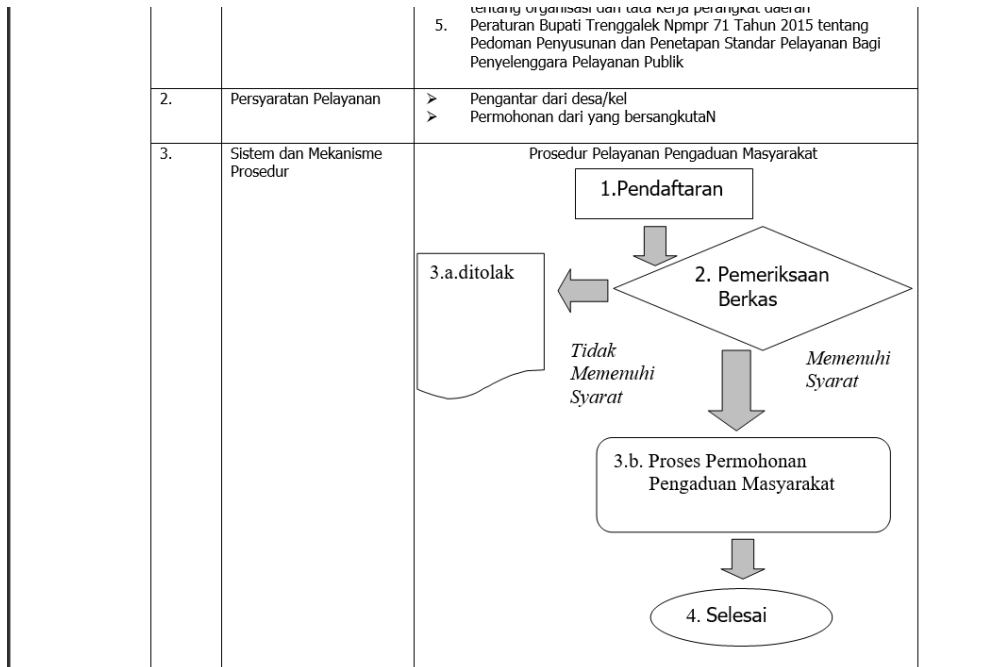 tentang organisasi dan tata kerja perangkat daerah
5. Peraturan Bupati Trenggalek Npmpr 71 Tahun 2015 tentang
Pedoman Penyusunan dan Penetapan Standar Pelayanan Bagi
Penyelenggara Pelayanan Publik
2. Persyaratan Pelayanan
➢ Pengantar dari desa/kel
➢ Permohonan dari yang bersangkutaN
3. Sistem dan Mekanisme
Prosedur
Prosedur Pelayanan Pengaduan Masyarakat
1.Pendaftaran
2. Pemeriksaan
Berkas
3.a.ditolak
Tidak
Memenuhi
Syarat
Memenuhi
Syarat
3.b. Proses Permohonan
Pengaduan Masyarakat
4. Selesai